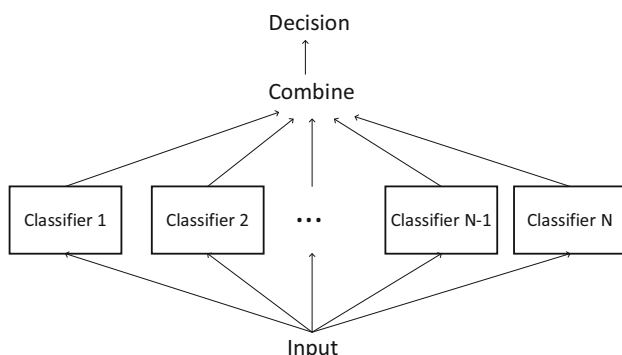 Decision
Combine
Classifier 1
Classifier 2
...
Classifier N-1
Classifier N
Input